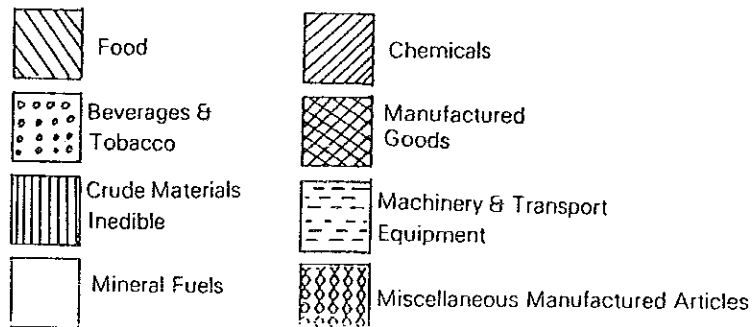 Food
Beverages &
Tobacco
Crude Materials
Inedible
Mineral Fuels
Chemicals
Manufactured
Goods
Machinery & Transport
Equipment
Miscellaneous Manufactured Articles